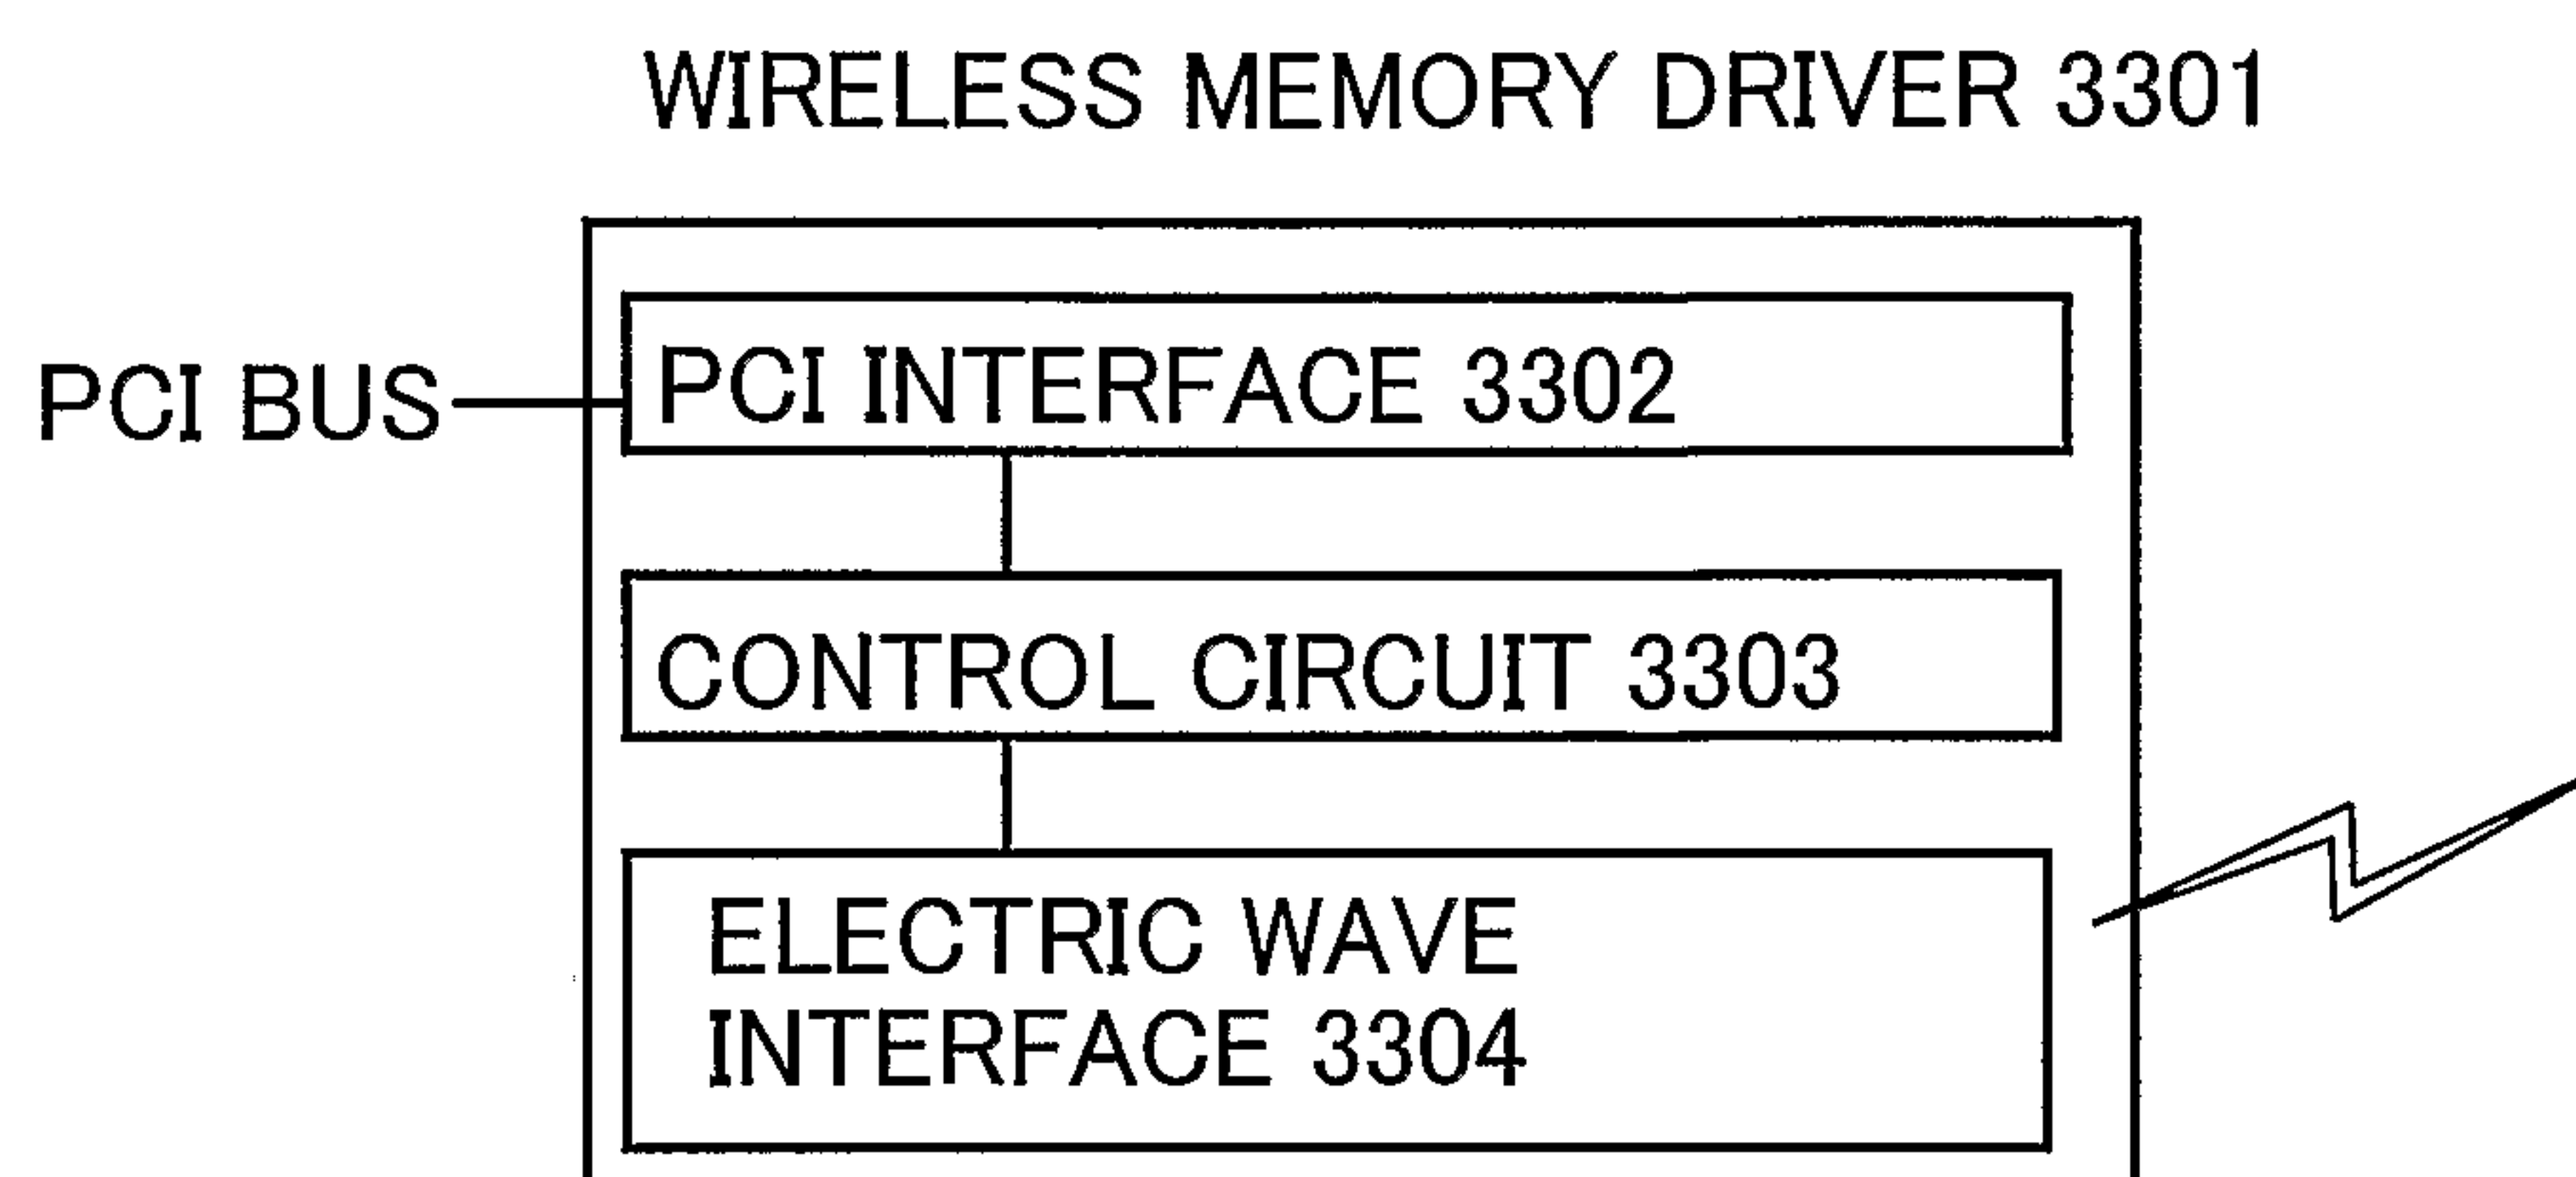 WIRELESS MEMORY DRIVER 3301
PCI BUS
PCI INTERFACE 3302
CONTROL CIRCUIT 3303
ELECTRIC WAVE
INTERFACE 3304